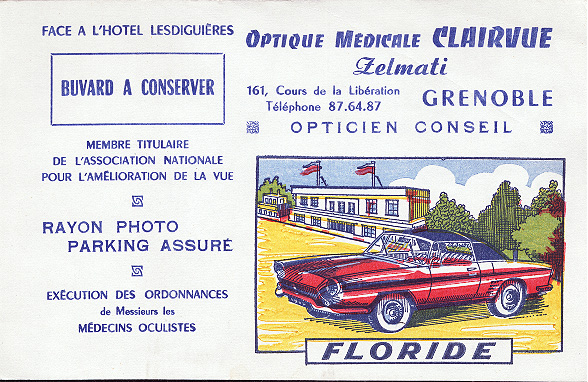 FACE A L'HOTEL LESDIGUIÈRES
BUVARD A CONSERVER
MEMBRE TITULAIRE
DE L'ASSOCIATION NATIONALE
POUR L'AMÉLIORATION DE LA VUE
RAYON PHOTO
PARKING ASSURÉ
EXÉCUTION DES ORDONNANCES
de Messieurs les
MÉDECINS OCULISTES
OPTIQUE MEDICALE CLAIRVUE
Zelmati
161, Cours de la Libération
Téléphone 87.64.87
GRENOBLE
OPTICIEN CONSEIL
FLORIDE